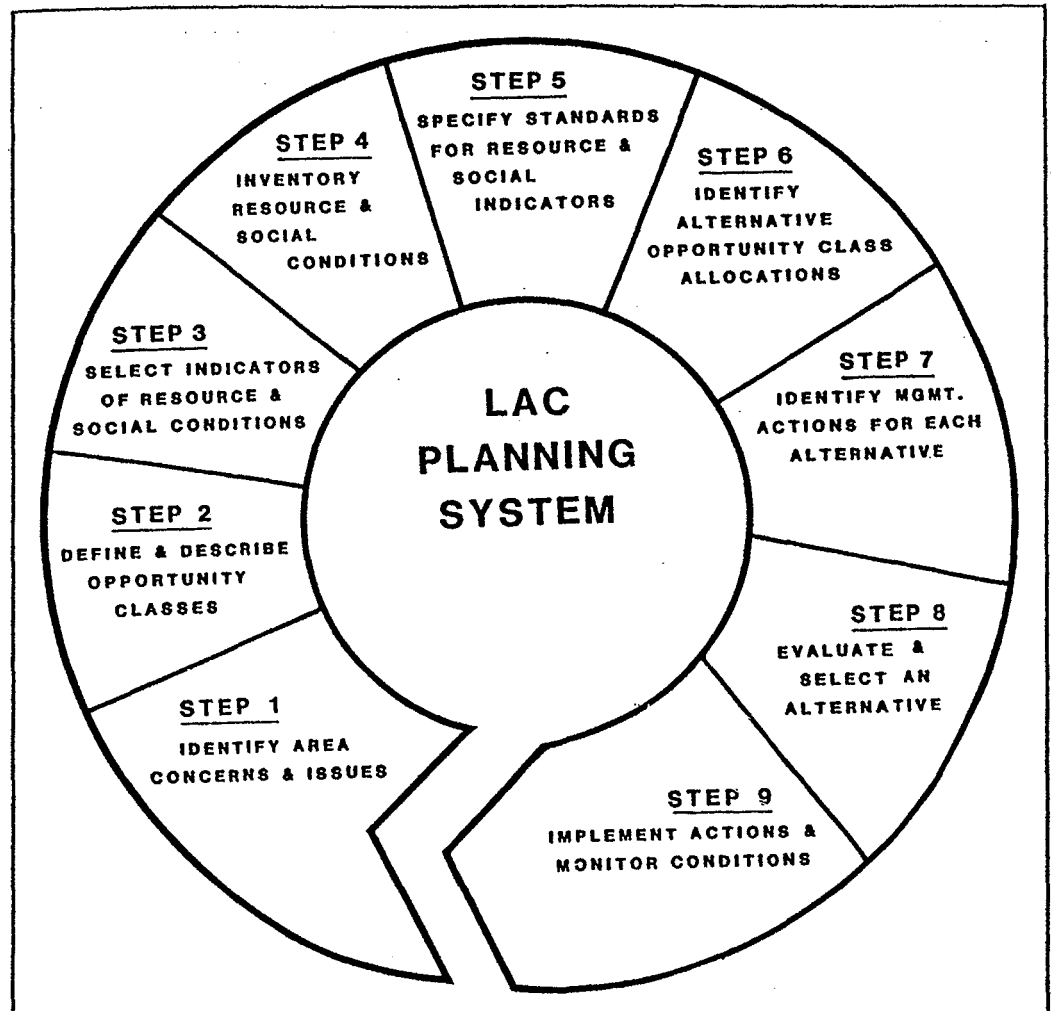 STEP 1
IDENTIFY AREA
CONCERNS & ISSUES
STEP 2
DEFINE & DESCRIBE
OPPORTUNITY
CLASSES
STEP 3
SELECT INDICATORS
OF RESOURCE &
SOCIAL CONDITIONS
STEP 4
INVENTORY
RESOURCE &
SOCIAL
CONDITIONS
STEP 5
SPECIFY STANDARDS
FOR RESOURCE &
SOCIAL
INDICATORS
STEP 6
IDENTIFY
ALTERNATIVE
OPPORTUNITY CLASS
ALLOCATIONS
STEP 7
IDENTIFY MGMT.
ACTIONS FOR EACH
ALTERNATIVE
STEP 8
EVALUATE &
SELECT AN
ALTERNATIVE
STEP 9
IMPLEMENT ACTIONS &
MONITOR CONDITIONS
LAC
PLANNING
SYSTEM